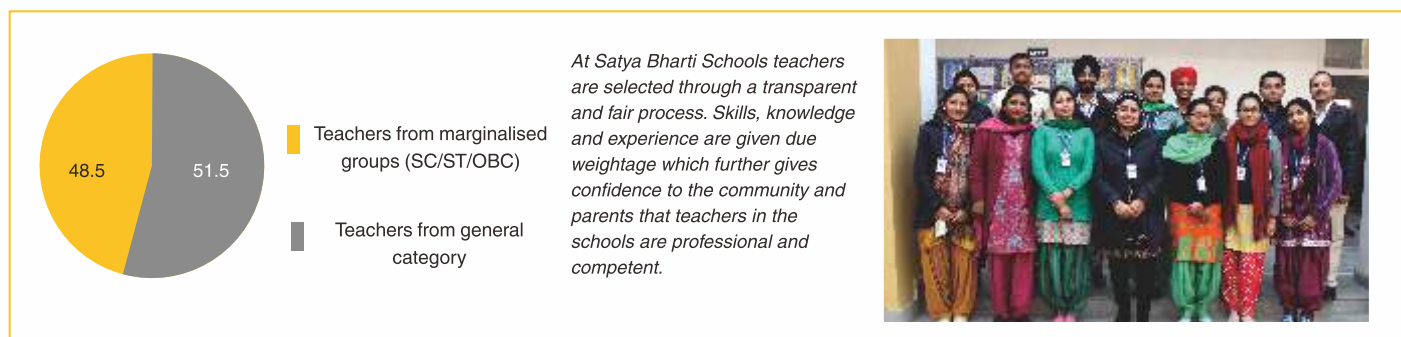 48.5
51.5
Teachers from marginalised
groups (SC/ST/OBC)
Teachers from general
category
At Satya Bharti Schools teachers
are selected through a transparent
and fair process. Skills, knowledge
and experience are given due
weightage which further gives
confidence to the community and
parents that teachers in the
schools are professional and
competent.